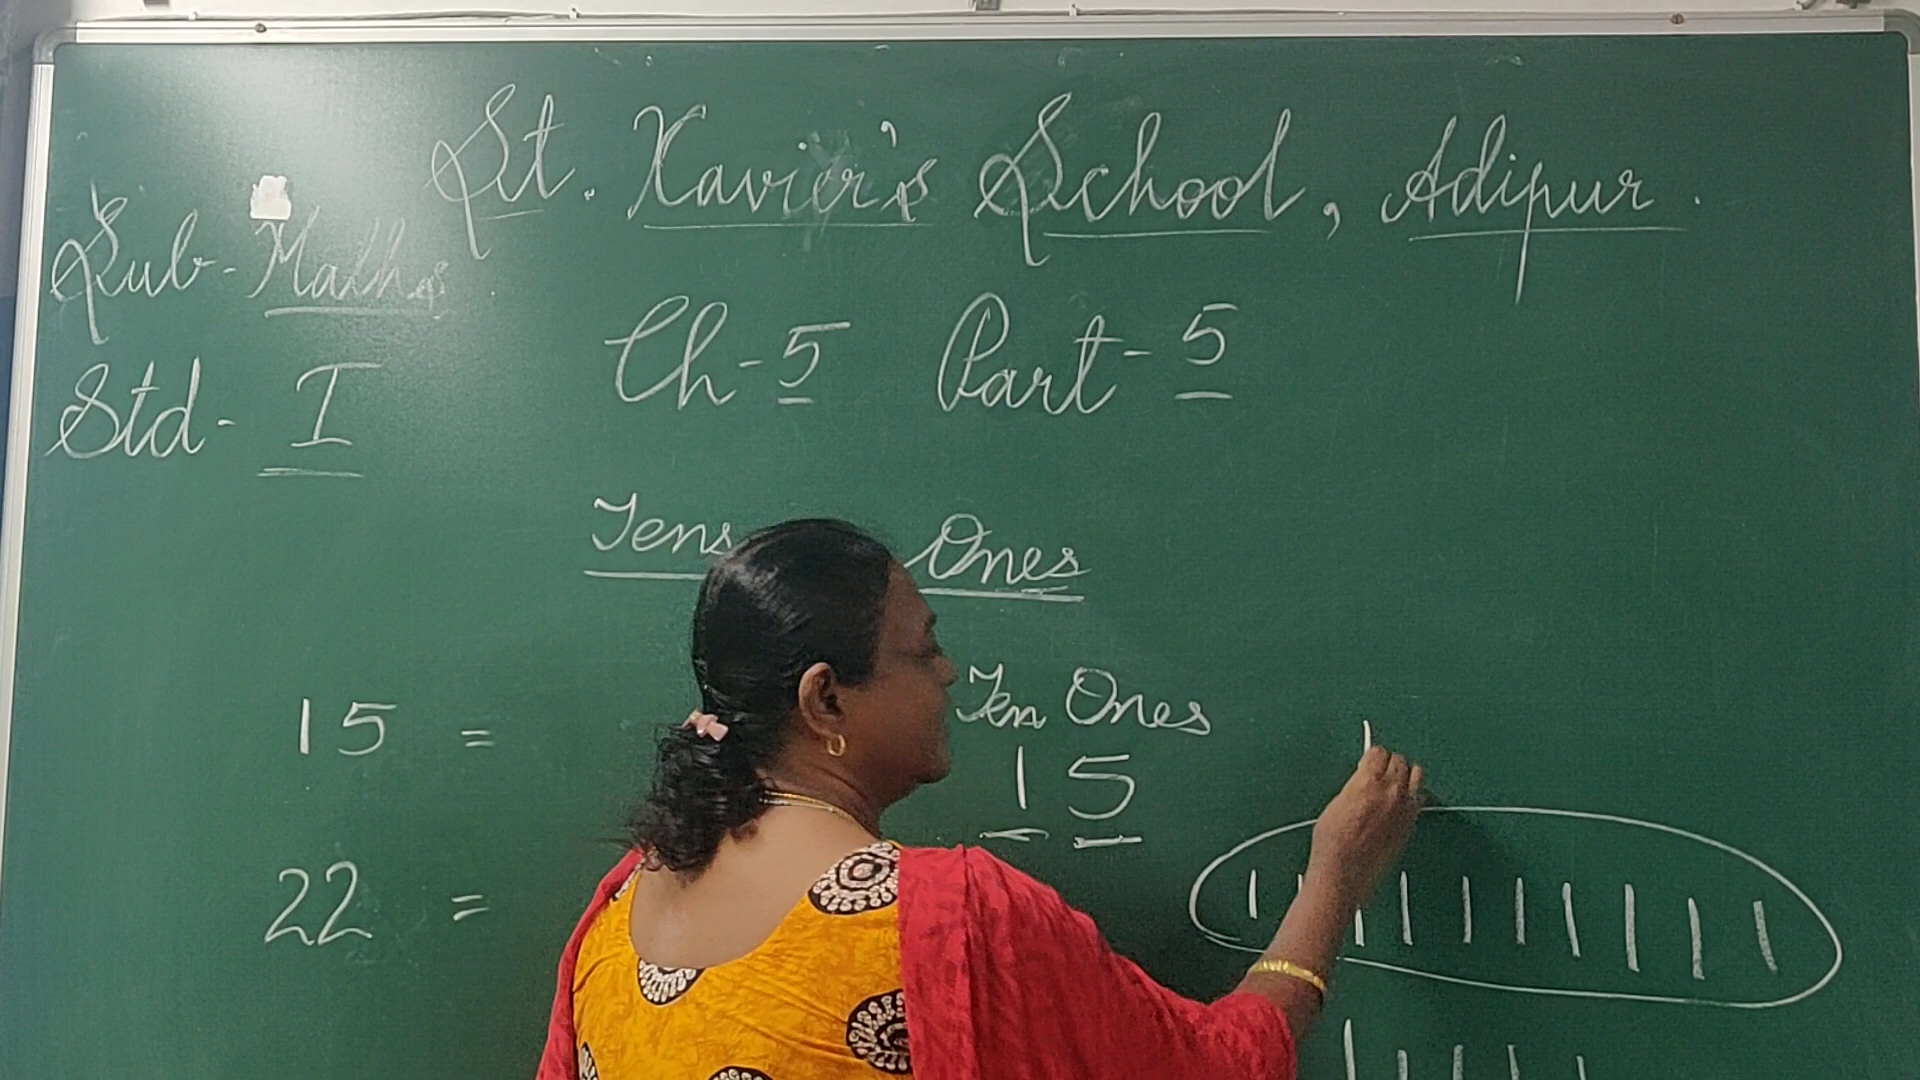 St. Xavier's School, Adipur.
Sub-Maths
Ch-5 Part-5
Std- I
Tens Ones
Ten Ones
15 = 15
22 =